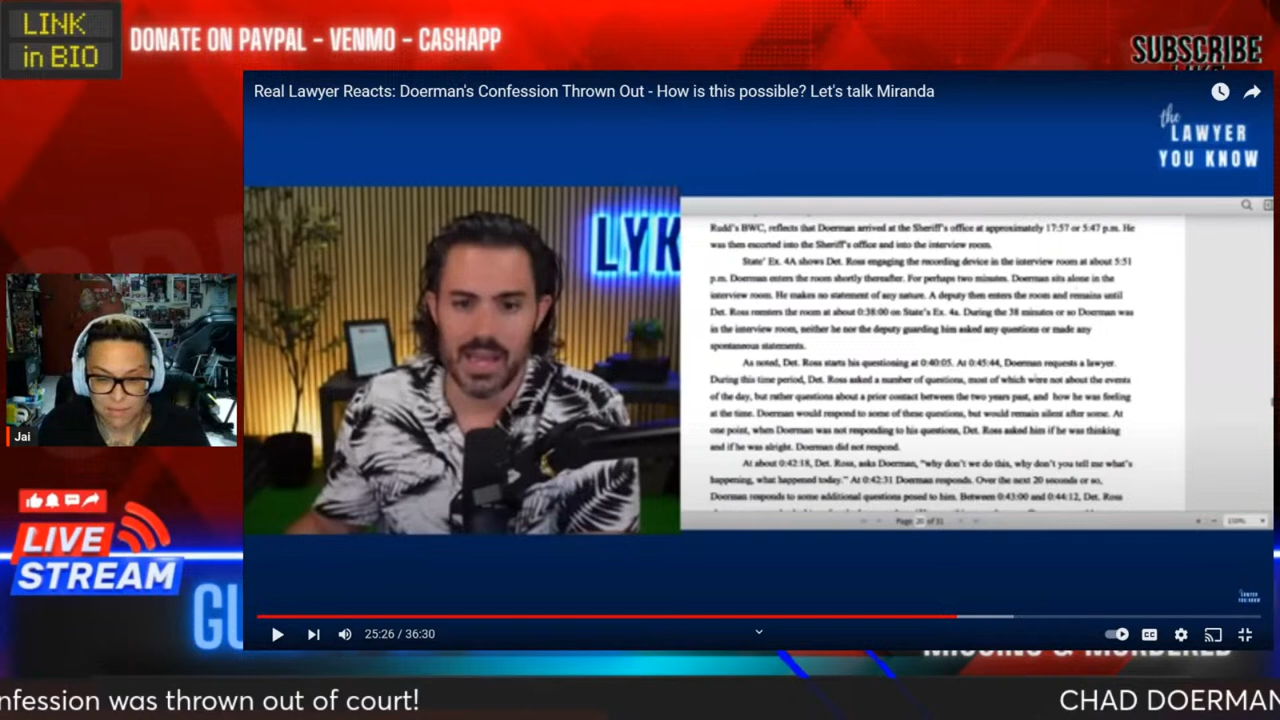 LINK
in BIO
DONATE ON PAYPAL - VENMO - CASHAPP
SUBSCRIBE
Real Lawyer Reacts: Doerman's Confession Thrown Out - How is this possible? Let's talk Miranda
the
LAWYER
YOU KNOW
LYK
Rudd's BWC, reflects that Doerman arrived at the Sheriff's office at approximately 17:57 or 5:47 p.m. He
was then escorted into the Sheriff's office and into the interview room.
State' Ex. 4A shows Det. Ross engaging the recording device in the interview room at about 5:51
p.m. Doerman enters the room shortly thereafter. For perhaps two minutes. Doerman sits alone in the
interview room. He makes no statement of any nature. A deputy then enters the room and remains until
Det. Ross reenters the room at about 0:38:00 on State's Ex. 4a. During the 38 minutes or so Doerman was
in the interview room, neither he nor the deputy guarding him asked any questions or made any
spontaneous statements.
As noted, Det. Ross starts his questioning at 0:40:05. At 0:45:44, Doerman requests a lawyer.
During this time period, Det. Ross asked a number of questions, most of which were not about the events
of the day, but rather questions about a prior contact between the two years past, and how he was feeling
at the time. Doerman would respond to some of these questions, but would remain silent after some. At
one point, when Doerman was not responding to his questions, Det. Ross asked him if he was thinking
and if he was alright. Doerman did not respond.
At about 0:42:18, Det. Ross, asks Doerman, "why don't we do this, why don't you tell me what's
happening, what happened today." At 0:42:31 Doerman responds. Over the next 20 seconds or so,
Doerman responds to some additional questions posed to him. Between 0:43:00 and 0:44:12, Det. Ross
Page 20 of 31
150%
Jai
LIVE
STREAM
GU
25:26 / 36:30
CC
MISSING & MURDERED
nfession was thrown out of court!
CHAD DOERMAN